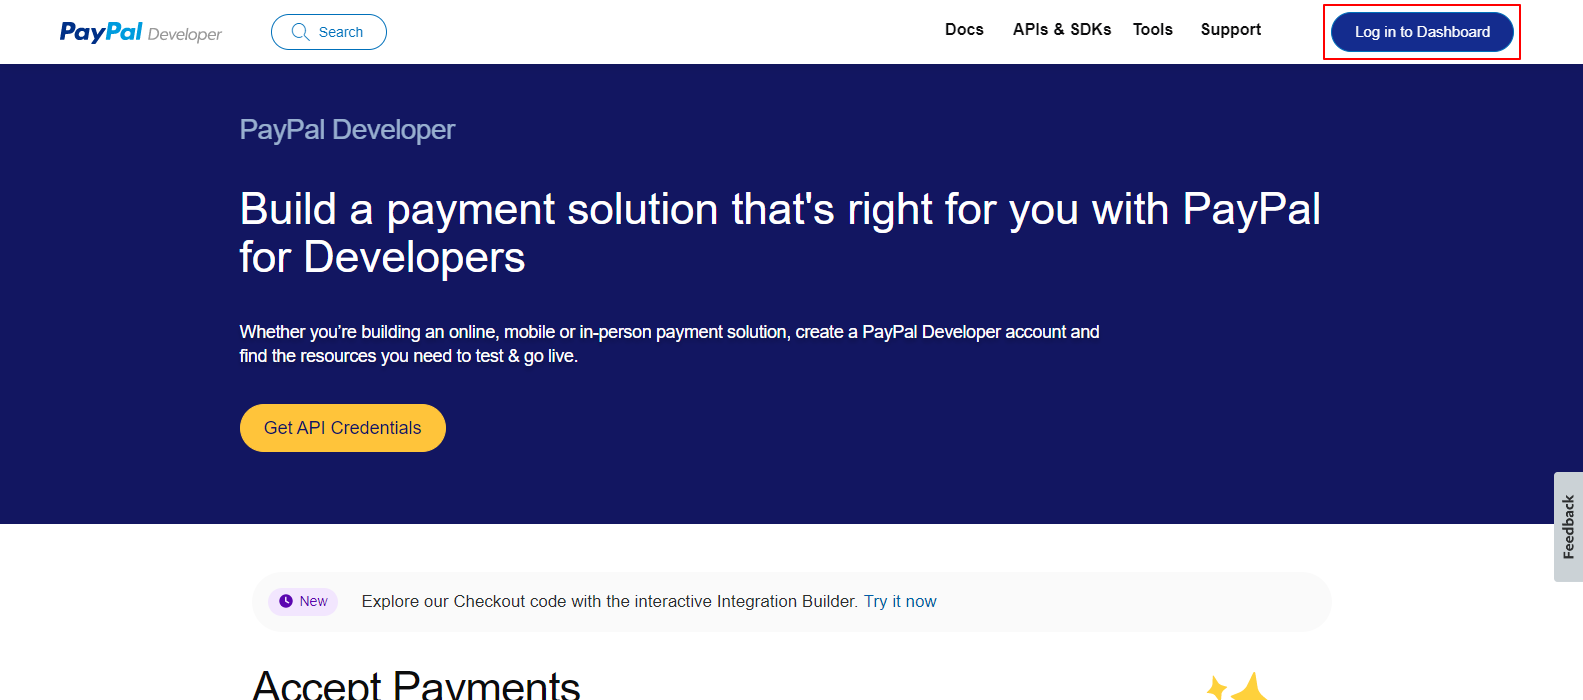 PayPal Developer
Search
Docs
APIs & SDKs
Tools
Support
Log in to Dashboard
PayPal Developer
Build a payment solution that's right for you with PayPal
for Developers
Whether you’re building an online, mobile or in-person payment solution, create a PayPal Developer account and
find the resources you need to test & go live.
Get API Credentials
Feedback
New
Explore our Checkout code with the interactive Integration Builder. Try it now
Accept Payments